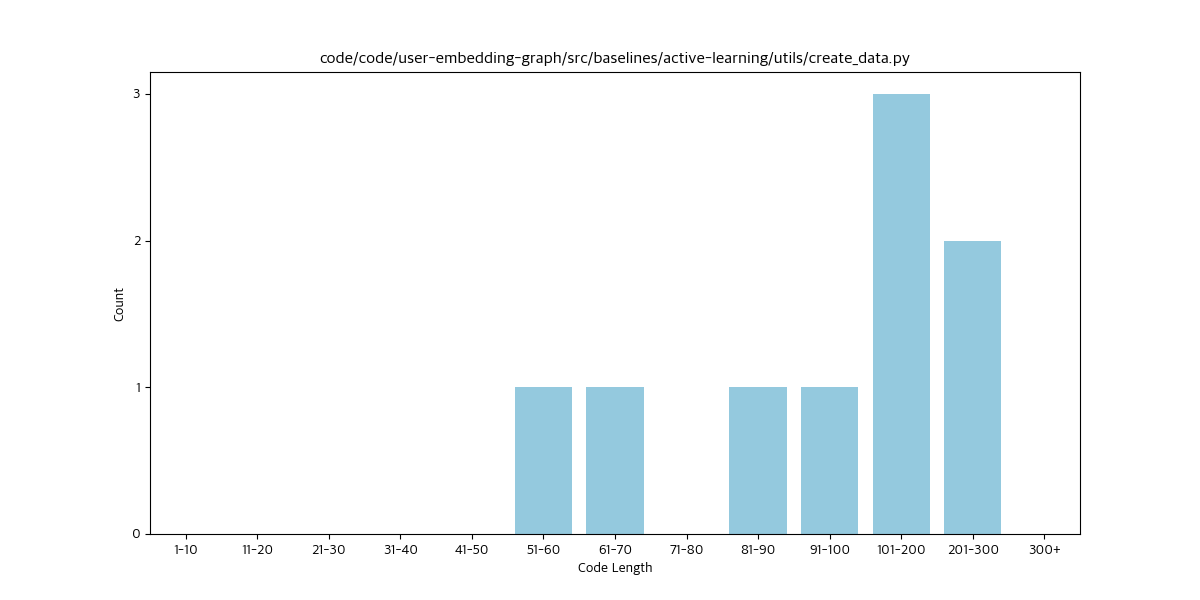 code/code/user-embedding-graph/src/baselines/active-learning/utils/create_data.py
3
2
1
0
Count
1-10 11-20 21-30 31-40 41-50 51-60 61-70 71-80 81-90 91-100 101-200 201-300 300+
Code Length